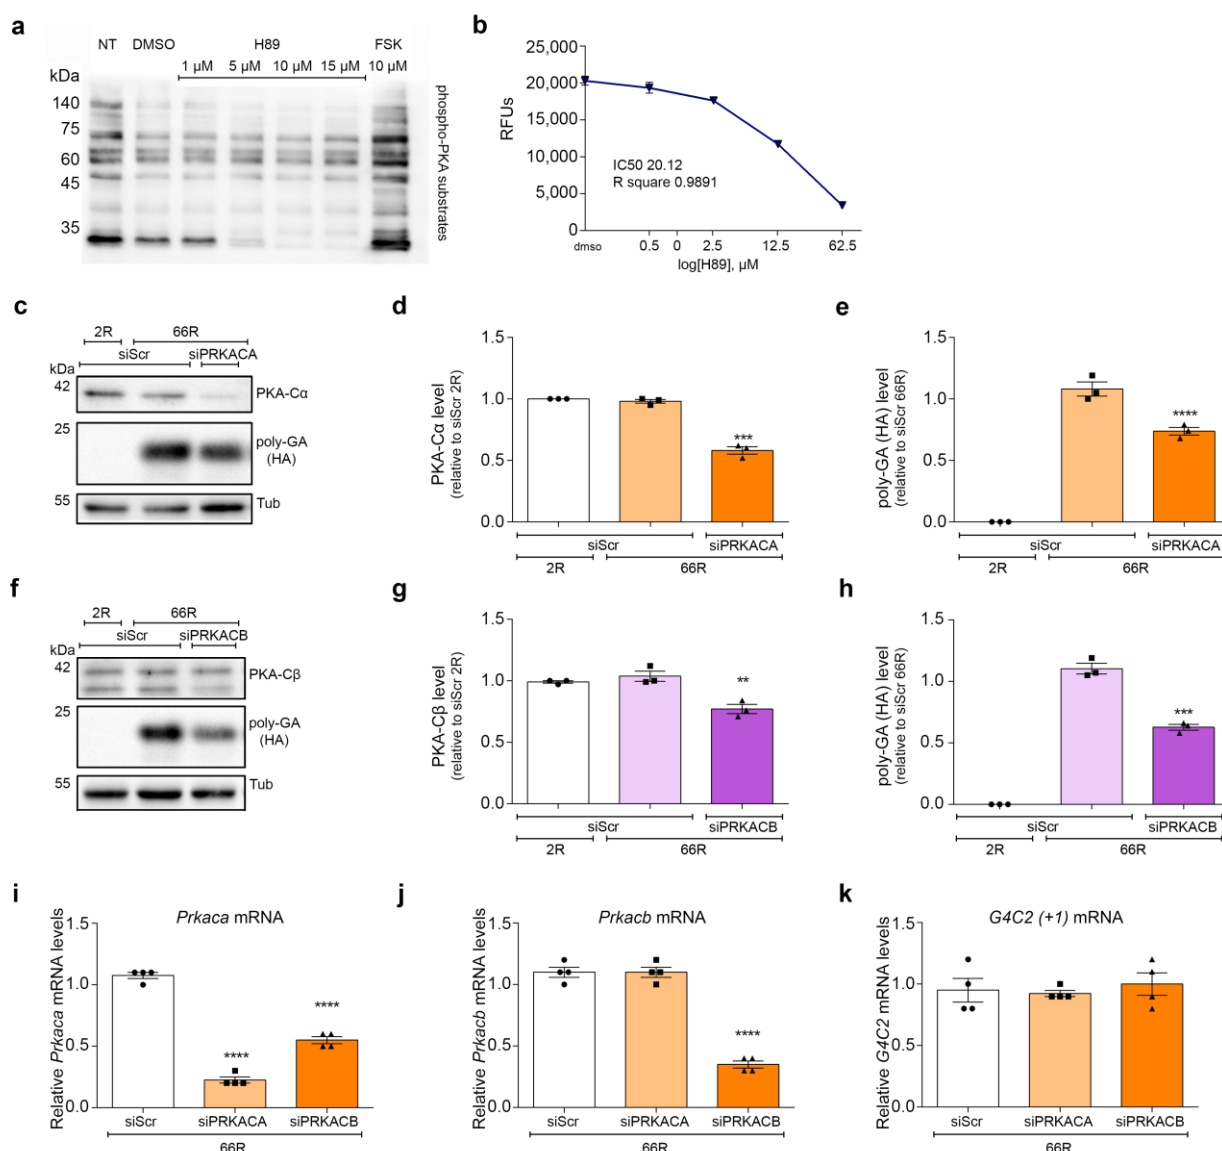 a
NT DMSO H89 FSK
1 µM 5 µM 10 µM 15 µM 10 µM
kDa
140
75
60
45
35
phospho-PKA substrates
b
25,000
20,000
15,000
10,000
5,000
0
RFUs
IC50 20.12
R square 0.9891
dmso 0.5 0 2.5 12.5 62.5
log[H89], µM
c
2R 66R
siScr siPRKACA
kDa
42 PKA-Cα
25 poly-GA
(HA)
55 Tub
d
PKA-Cα level
(relative to siScr 2R)
1.5
1.0
0.5
0.0
***
siScr siPRKACA
2R 66R
e
poly-GA (HA) level
(relative to siScr 66R)
1.5
1.0
0.5
0.0
****
siScr siPRKACA
2R 66R
f
2R 66R
siScr siPRKACB
kDa
42 PKA-Cβ
25 poly-GA
(HA)
55 Tub
g
PKA-Cβ level
(relative to siScr 2R)
1.5
1.0
0.5
0.0
**
siScr siPRKACB
2R 66R
h
poly-GA (HA) level
(relative to siScr 66R)
1.5
1.0
0.5
0.0
***
siScr siPRKACB
2R 66R
i
Prkaca mRNA
Relative Prkaca mRNA levels
1.5
1.0
0.5
0.0
****
****
siScr siPRKACA siPRKACB
66R
j
Prkacb mRNA
Relative Prkacb mRNA levels
1.5
1.0
0.5
0.0
****
siScr siPRKACA siPRKACB
66R
k
G4C2 (+1) mRNA
Relative G4C2 mRNA levels
1.5
1.0
0.5
0.0
siScr siPRKACA siPRKACB
66R